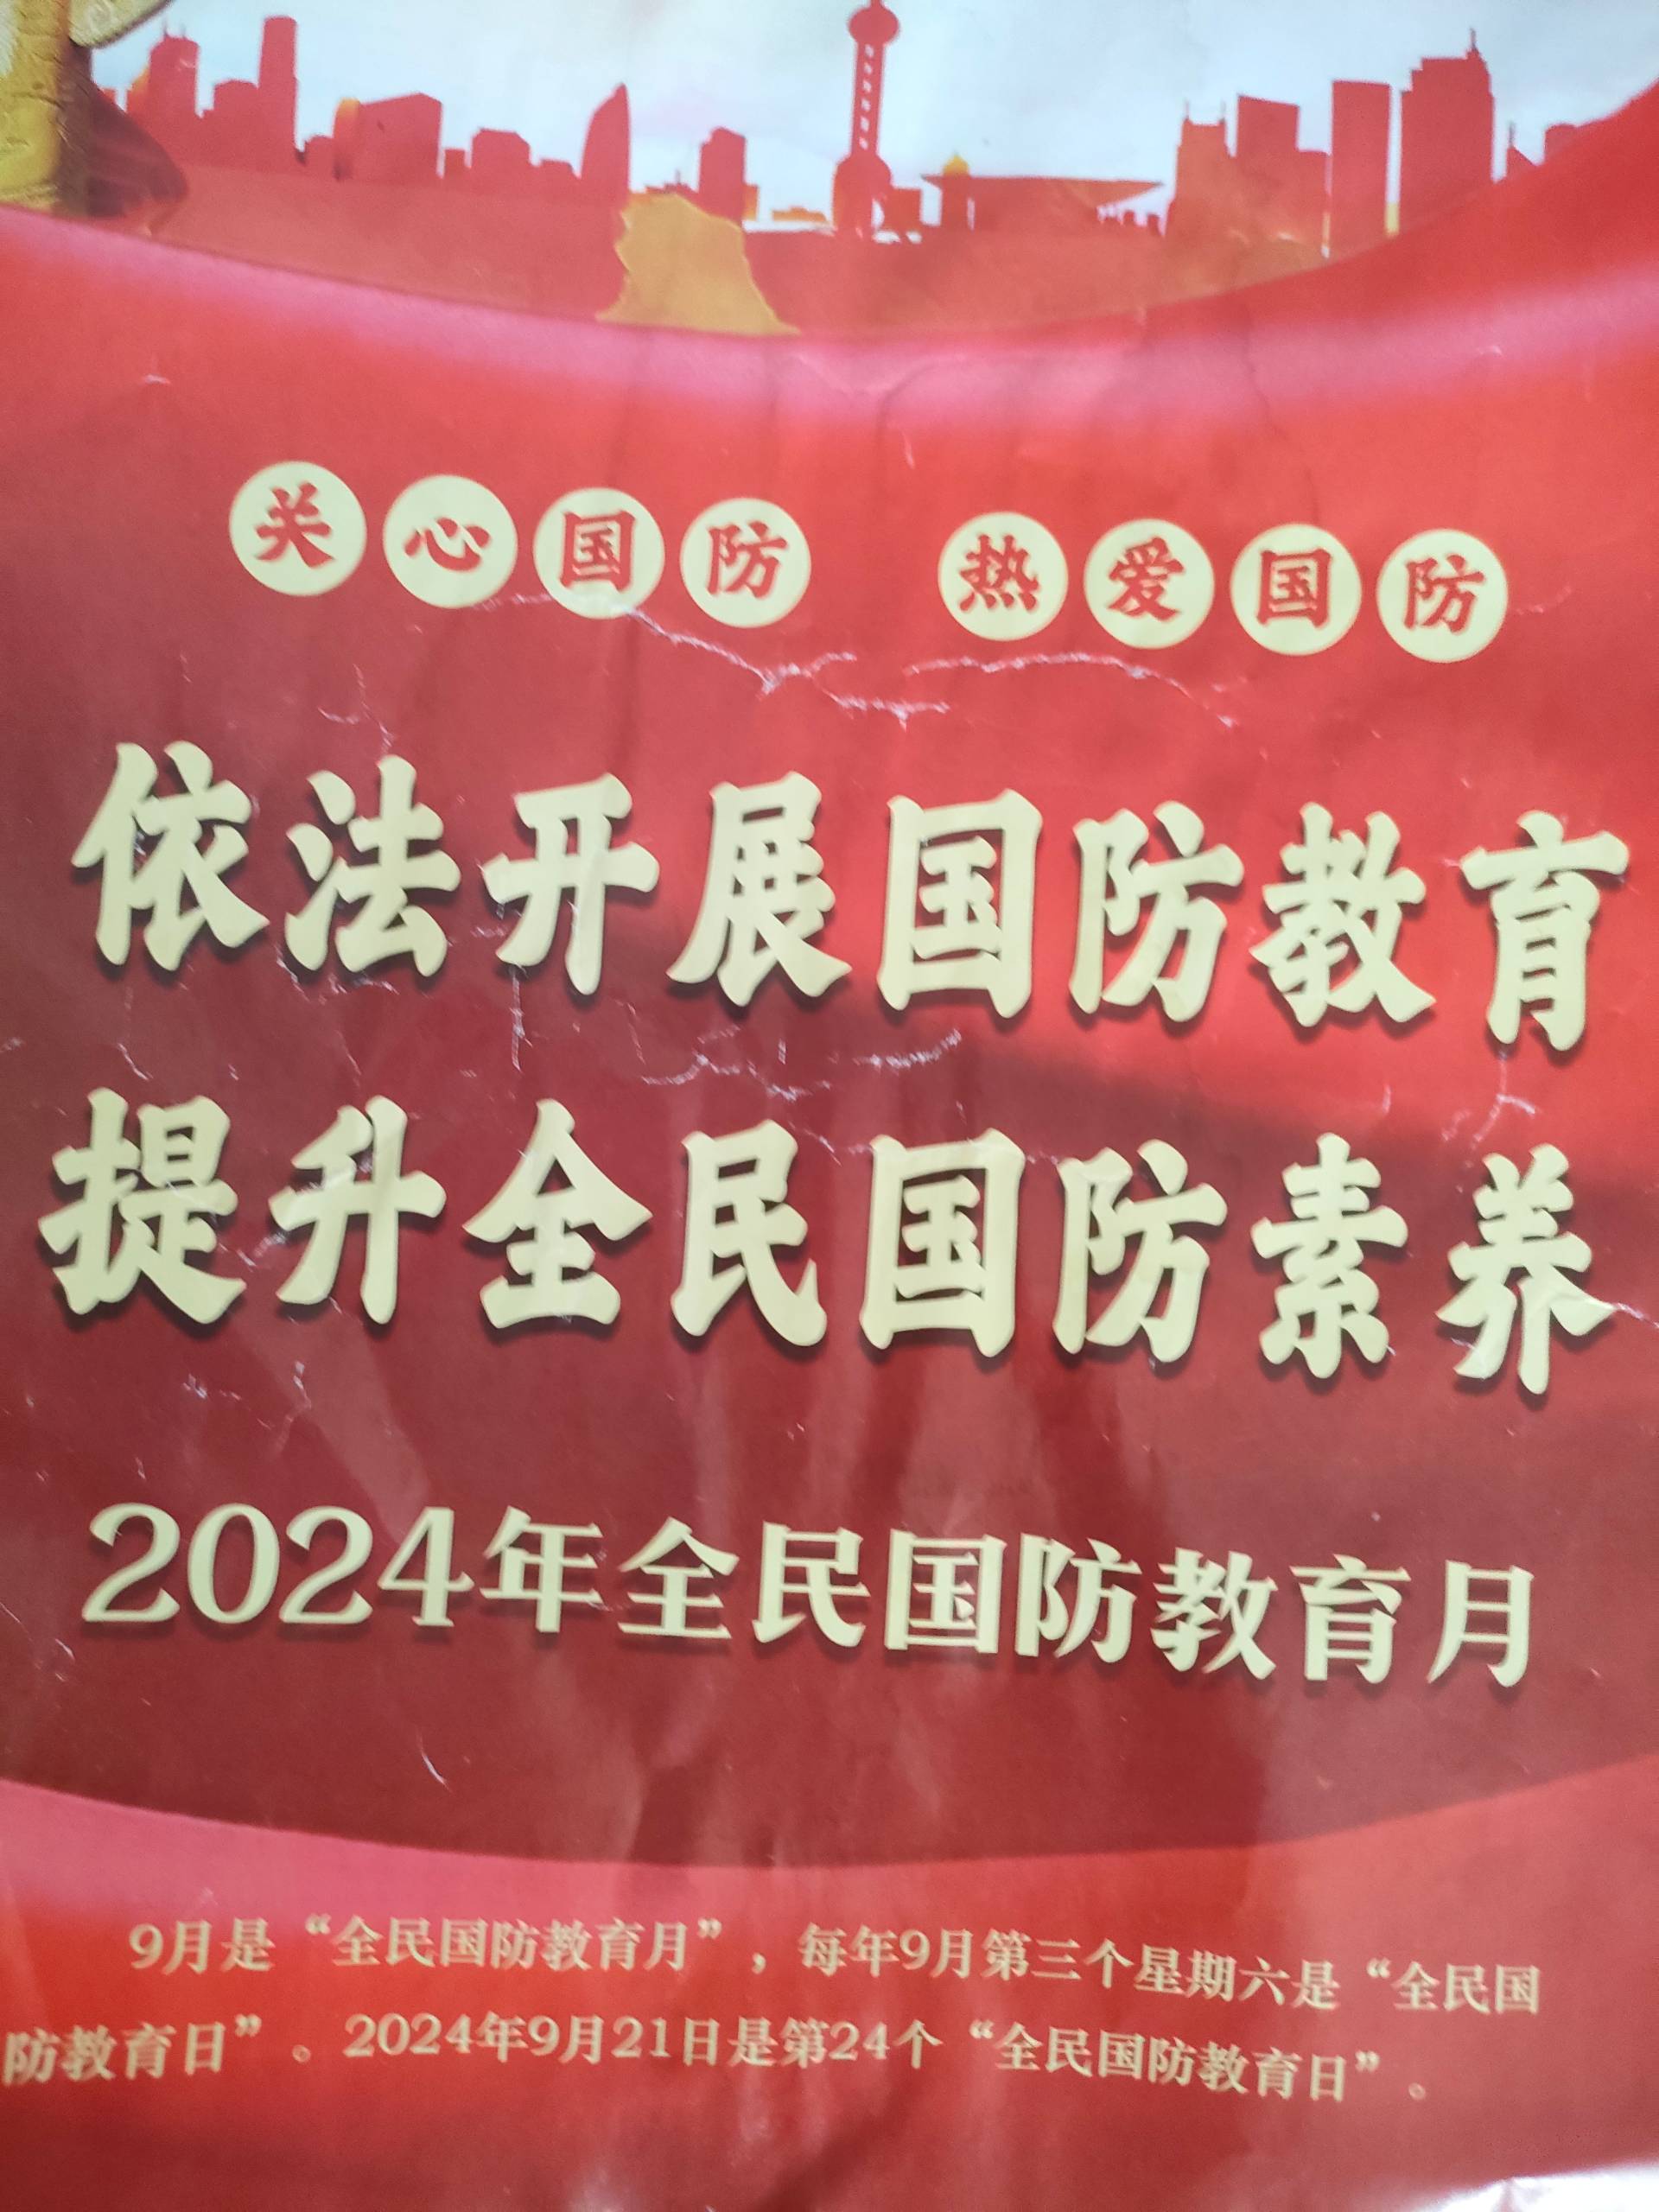 关心国防 热爱国防
依法开展国防教育
提升全民国防素养
2024年全民国防教育月
9月是“全民国防教育月”，每年9月第三个星期六是“全民国
防教育日”。2024年9月21日是第24个“全民国防教育日”。